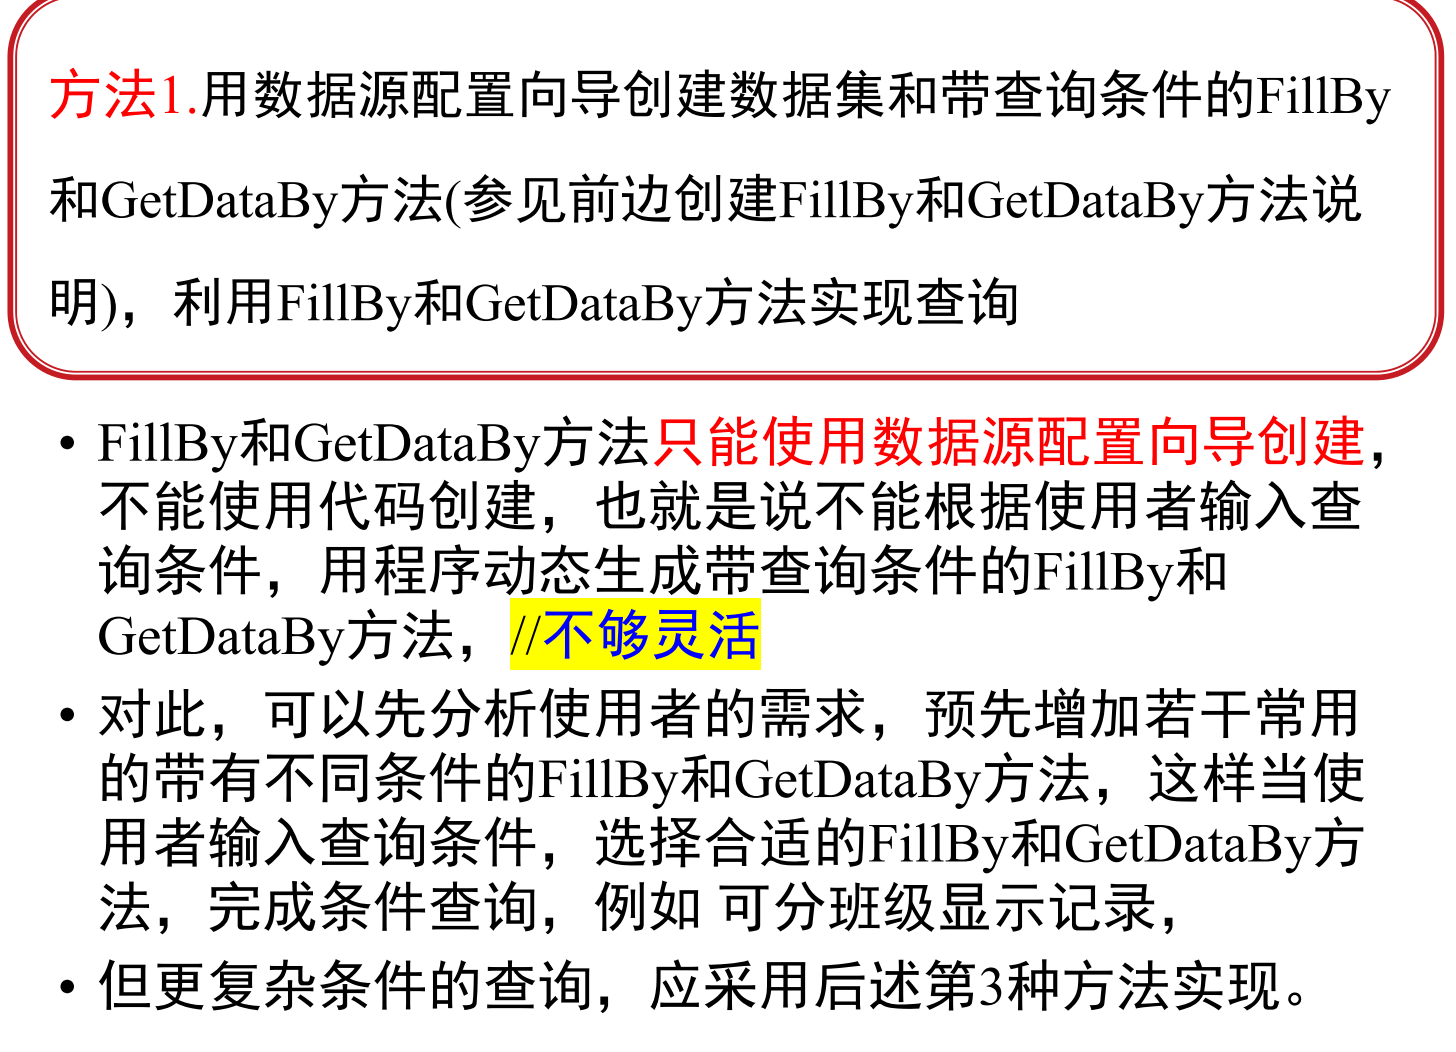 方法1.用数据源配置向导创建数据集和带查询条件的FillBy
和GetDataBy方法(参见前边创建FillBy和GetDataBy方法说
明)，利用FillBy和GetDataBy方法实现查询
• FillBy和GetDataBy方法只能使用数据源配置向导创建，
不能使用代码创建，也就是说不能根据使用者输入查
询条件，用程序动态生成带查询条件的FillBy和
GetDataBy方法，//不够灵活
• 对此，可以先分析使用者的需求，预先增加若干常用
的带有不同条件的FillBy和GetDataBy方法，这样当使
用者输入查询条件，选择合适的FillBy和GetDataBy方
法，完成条件查询，例如 可分班级显示记录，
• 但更复杂条件的查询，应采用后述第3种方法实现。